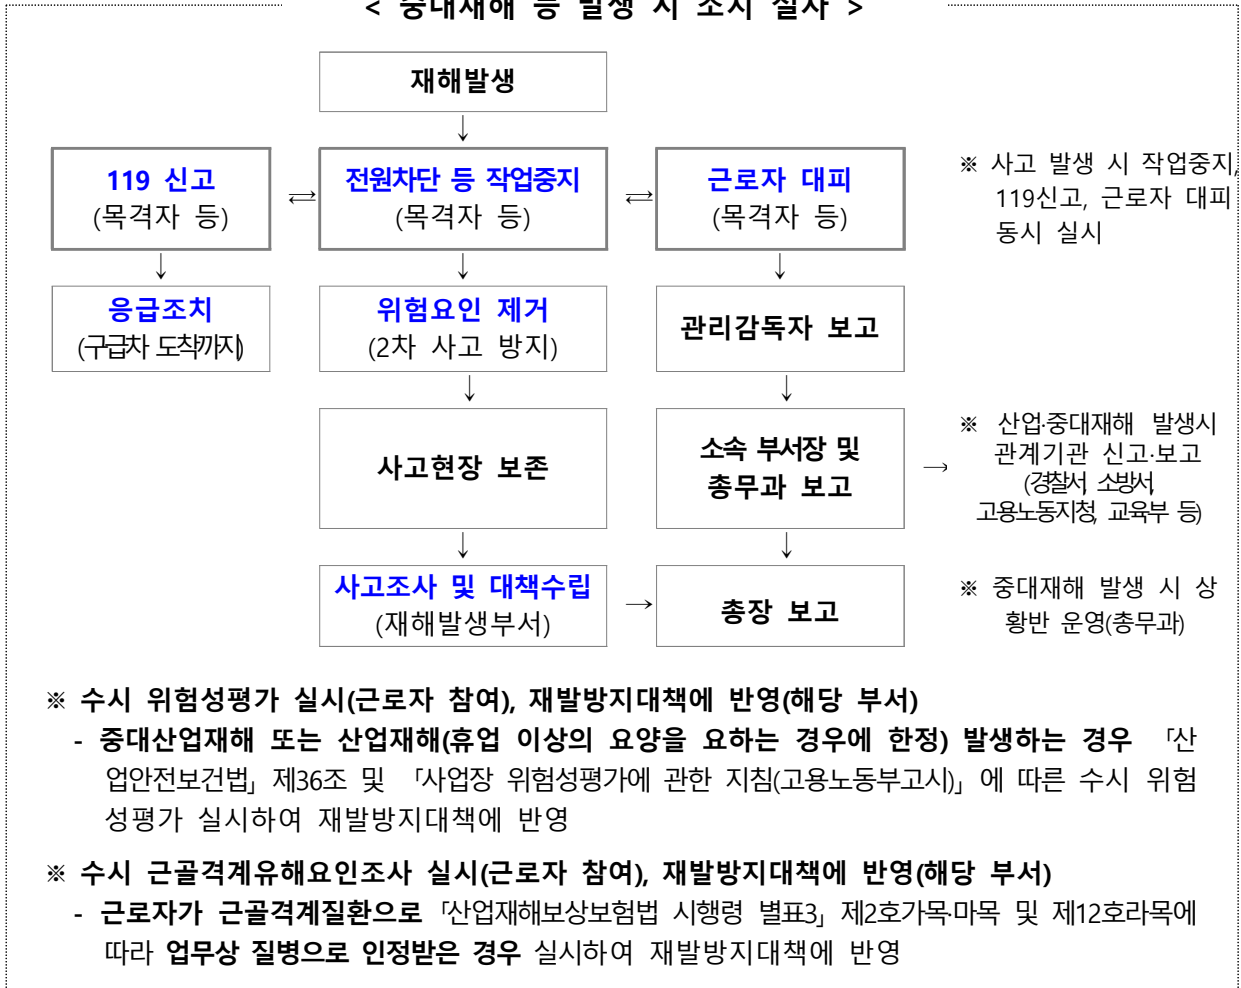 < 중대재해 등 발생 시 조치 절차 >
재해발생
↓
119 신고
(목격자 등)
⇄
전원차단 등 작업중지
(목격자 등)
⇄
근로자 대피
(목격자 등)
※ 사고 발생 시 작업중지,
119신고, 근로자 대피
동시 실시
↓ ↓ ↓
응급조치
(구급차 도착까지)
위험요인 제거
(2차 사고 방지)
관리감독자 보고
↓ ↓
사고현장 보존
소속 부서장 및
총무과 보고
→
※ 산업·중대재해 발생시
관계기관 신고·보고
(경찰서, 소방서,
고용노동지청, 교육부 등)
↓ ↓
사고조사 및 대책수립
(재해발생부서)
→
총장 보고
※ 중대재해 발생 시 상
황반 운영(총무과)
※ 수시 위험성평가 실시(근로자 참여), 재발방지대책에 반영(해당 부서)
- 중대산업재해 또는 산업재해(휴업 이상의 요양을 요하는 경우에 한정) 발생하는 경우 「산
업안전보건법」 제36조 및 「사업장 위험성평가에 관한 지침(고용노동부고시)」에 따른 수시 위험
성평가 실시하여 재발방지대책에 반영
※ 수시 근골격계유해요인조사 실시(근로자 참여), 재발방지대책에 반영(해당 부서)
- 근로자가 근골격계질환으로 「산업재해보상보험법 시행령 별표3」 제2호가목·마목 및 제12호라목에
따라 업무상 질병으로 인정받은 경우 실시하여 재발방지대책에 반영